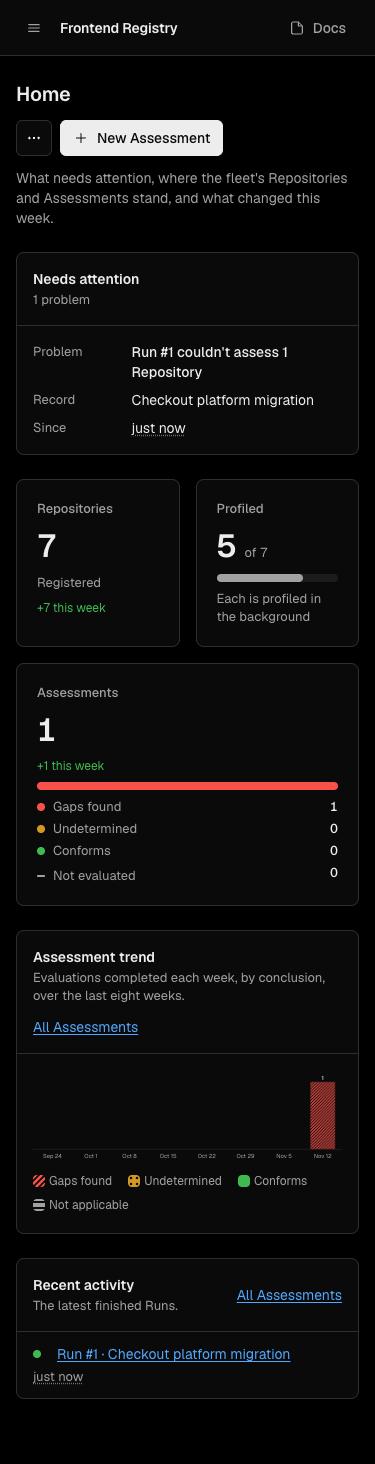 Frontend Registry
Docs
Home
New Assessment
What needs attention, where the fleet's Repositories
and Assessments stand, and what changed this
week.
Needs attention
1 problem
Problem
Run #1 couldn't assess 1
Repository
Record
Checkout platform migration
Since
just now
Repositories
7
Registered
+7 this week
Profiled
5 of 7
Each is profiled in
the background
Assessments
1
+1 this week
Gaps found 1
Undetermined 0
Conforms 0
Not evaluated 0
Assessment trend
Evaluations completed each week, by conclusion,
over the last eight weeks.
All Assessments
1
Sep 24 Oct 1 Oct 8 Oct 15 Oct 22 Oct 29 Nov 5 Nov 12
Gaps found Undetermined Conforms
Not applicable
Recent activity
The latest finished Runs.
All Assessments
Run #1 · Checkout platform migration
just now